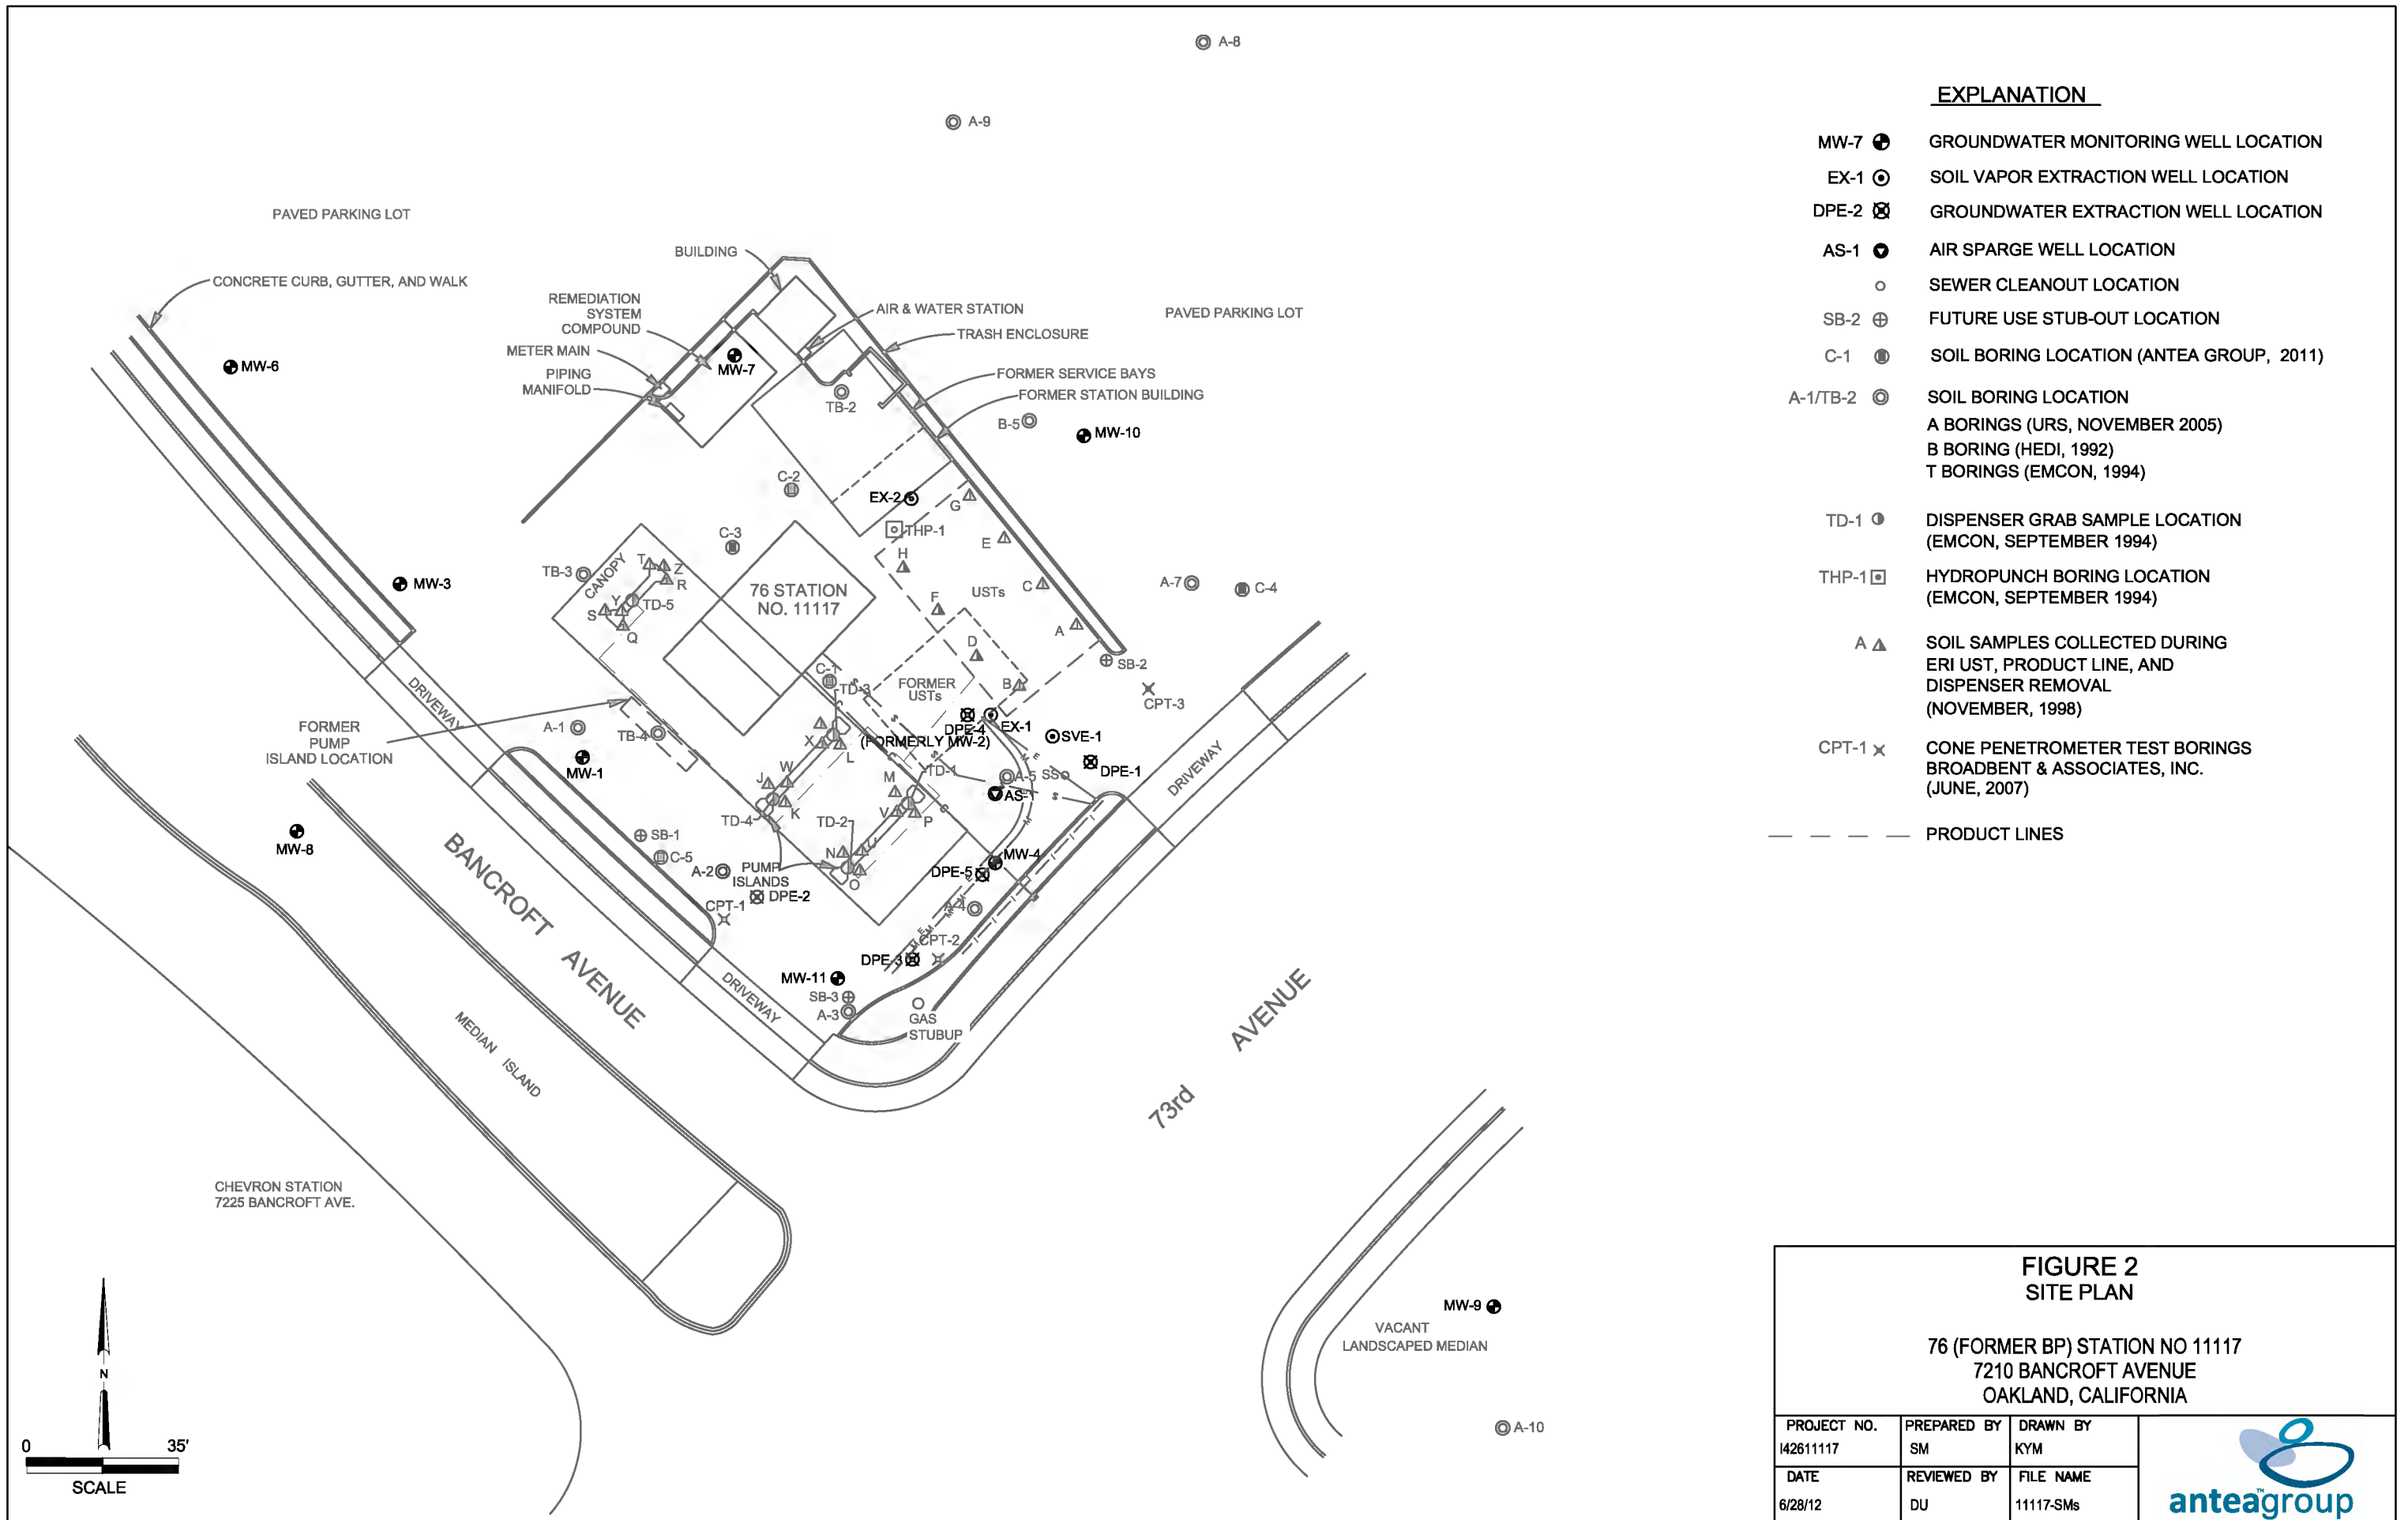 A-8
A-9
PAVED PARKING LOT
BUILDING
CONCRETE CURB, GUTTER, AND WALK
REMEDIATION
SYSTEM
COMPOUND
AIR & WATER STATION
PAVED PARKING LOT
TRASH ENCLOSURE
METER MAIN
MW-6
MW-7
PIPING
MANIFOLD
FORMER SERVICE BAYS
FORMER STATION BUILDING
TB-2
B-5
MW-10
C-2
EX-2
G
THP-1
C-3
E
H
T
Z
TB-3
CANOPY
R
MW-3
76 STATION
NO. 11117
USTs
C
A-7
C-4
Y
TD-5
F
S
Q
A
D
SB-2
C-1
TD-3
FORMER
USTs
B
CPT-3
DRIVEWAY
FORMER
PUMP
ISLAND LOCATION
A-1
TB-4
DPE-4
EX-1
(FORMERLY MW-2)
SVE-1
X
L
MW-1
W
J
M
TD-1
A-5
SS
DPE-1
DRIVEWAY
AS-1
K
V
P
TD-4
TD-2
SB-1
MW-8
N
U
MW-4
C-5
A-2
PUMP
ISLANDS
DPE-5
O
DPE-2
CPT-1
A-4
CPT-2
DPE-3
BANCROFT AVENUE
MW-11
DRIVEWAY
SB-3
A-3
GAS
STUBUP
MEDIAN ISLAND
73rd AVENUE
CHEVRON STATION
7225 BANCROFT AVE.
MW-9
VACANT
LANDSCAPED MEDIAN
A-10
N
0 35'
SCALE
EXPLANATION
MW-7 GROUNDWATER MONITORING WELL LOCATION
EX-1 SOIL VAPOR EXTRACTION WELL LOCATION
DPE-2 GROUNDWATER EXTRACTION WELL LOCATION
AS-1 AIR SPARGE WELL LOCATION
SEWER CLEANOUT LOCATION
SB-2 FUTURE USE STUB-OUT LOCATION
C-1 SOIL BORING LOCATION (ANTEA GROUP, 2011)
A-1/TB-2 SOIL BORING LOCATION
A BORINGS (URS, NOVEMBER 2005)
B BORING (HEDI, 1992)
T BORINGS (EMCON, 1994)
TD-1 DISPENSER GRAB SAMPLE LOCATION
(EMCON, SEPTEMBER 1994)
THP-1 HYDROPUNCH BORING LOCATION
(EMCON, SEPTEMBER 1994)
A SOIL SAMPLES COLLECTED DURING
ERI UST, PRODUCT LINE, AND
DISPENSER REMOVAL
(NOVEMBER, 1998)
CPT-1 CONE PENETROMETER TEST BORINGS
BROADBENT & ASSOCIATES, INC.
(JUNE, 2007)
PRODUCT LINES
FIGURE 2
SITE PLAN
76 (FORMER BP) STATION NO 11117
7210 BANCROFT AVENUE
OAKLAND, CALIFORNIA
PROJECT NO. PREPARED BY DRAWN BY
I42611117 SM KYM
DATE REVIEWED BY FILE NAME
6/28/12 DU 11117-SMs
anteagroup